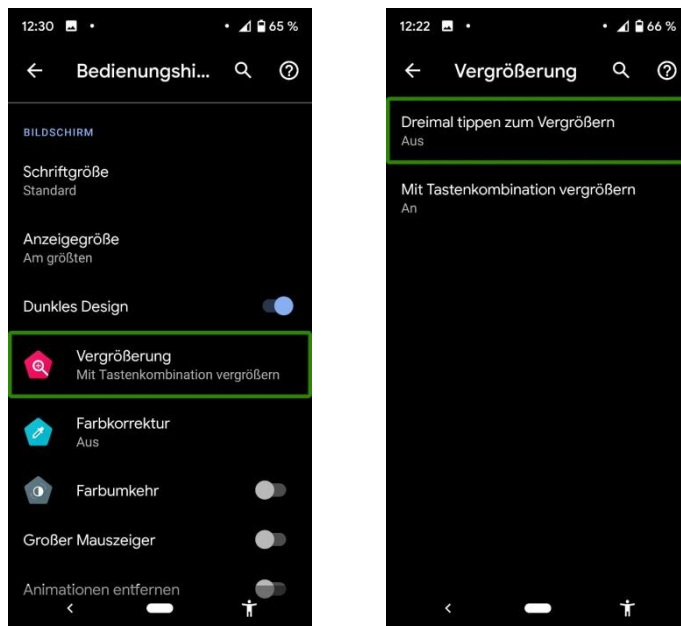 12:30
65 %
Bedienungshi...
BILDSCHIRM
Schriftgröße
Standard
Anzeigegröße
Am größten
Dunkles Design
Vergrößerung
Mit Tastenkombination vergrößern
Farbkorrektur
Aus
Farbumkehr
Großer Mauszeiger
Animationen entfernen
12:22
66 %
Vergrößerung
Dreimal tippen zum Vergrößern
Aus
Mit Tastenkombination vergrößern
An